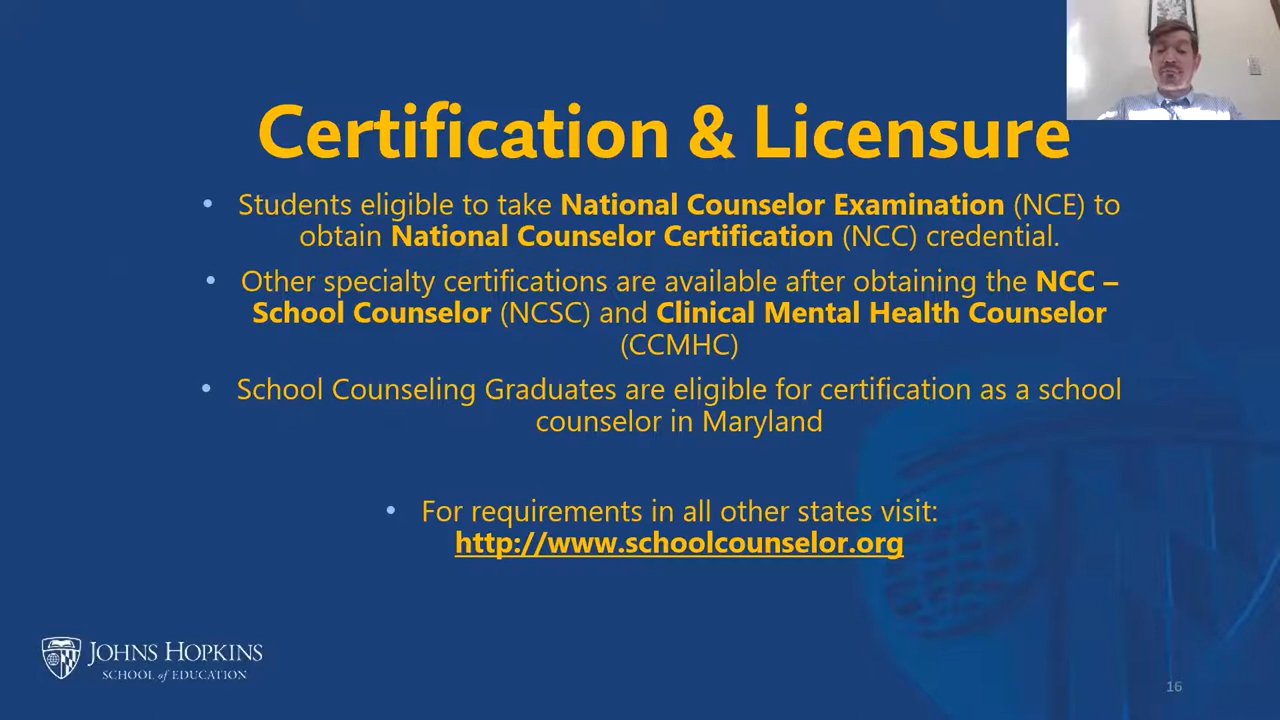 Certification & Licensure
• Students eligible to take National Counselor Examination (NCE) to
obtain National Counselor Certification (NCC) credential.
• Other specialty certifications are available after obtaining the NCC –
School Counselor (NCSC) and Clinical Mental Health Counselor
(CCMHC)
• School Counseling Graduates are eligible for certification as a school
counselor in Maryland
• For requirements in all other states visit:
http://www.schoolcounselor.org
JOHNS HOPKINS
SCHOOL of EDUCATION
16